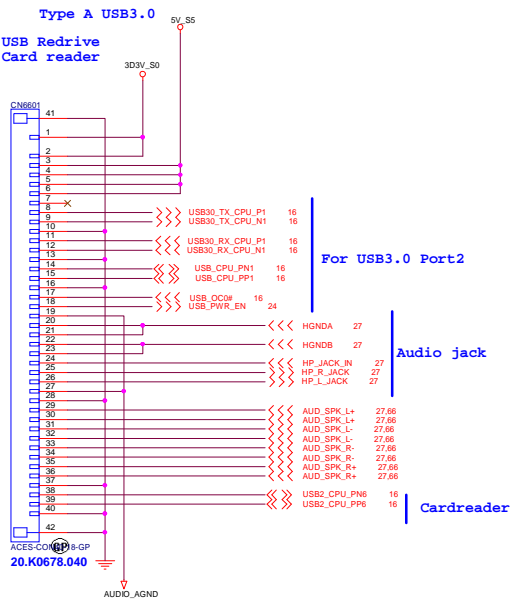 Type A USB3.0
5V_S5
USB Redrive
Card reader
3D3V_S0
CN6601
41
1
2
3
4
5
6
7
8 USB30_TX_CPU_P1 16
9 USB30_TX_CPU_N1 16
10
11 USB30_RX_CPU_P1 16
12 USB30_RX_CPU_N1 16
13
For USB3.0 Port2
14 USB_CPU_PN1 16
15 USB_CPU_PP1 16
16
17 USB_OC0# 16
18 USB_PWR_EN 24
19
20 HGNDA 27
21
22 HGNDB 27
23
Audio jack
24 HP_JACK_IN 27
25 HP_R_JACK 27
26 HP_L_JACK 27
27
28
29 AUD_SPK_L+ 27,66
30 AUD_SPK_L+ 27,66
31 AUD_SPK_L- 27,66
32 AUD_SPK_L- 27,66
33 AUD_SPK_R- 27,66
34 AUD_SPK_R- 27,66
35 AUD_SPK_R+ 27,66
36 AUD_SPK_R+ 27,66
37
38 USB2_CPU_PN6 16
39 USB2_CPU_PP6 16
Cardreader
40
42
GP
20.K0678.040
AUDIO_AGND